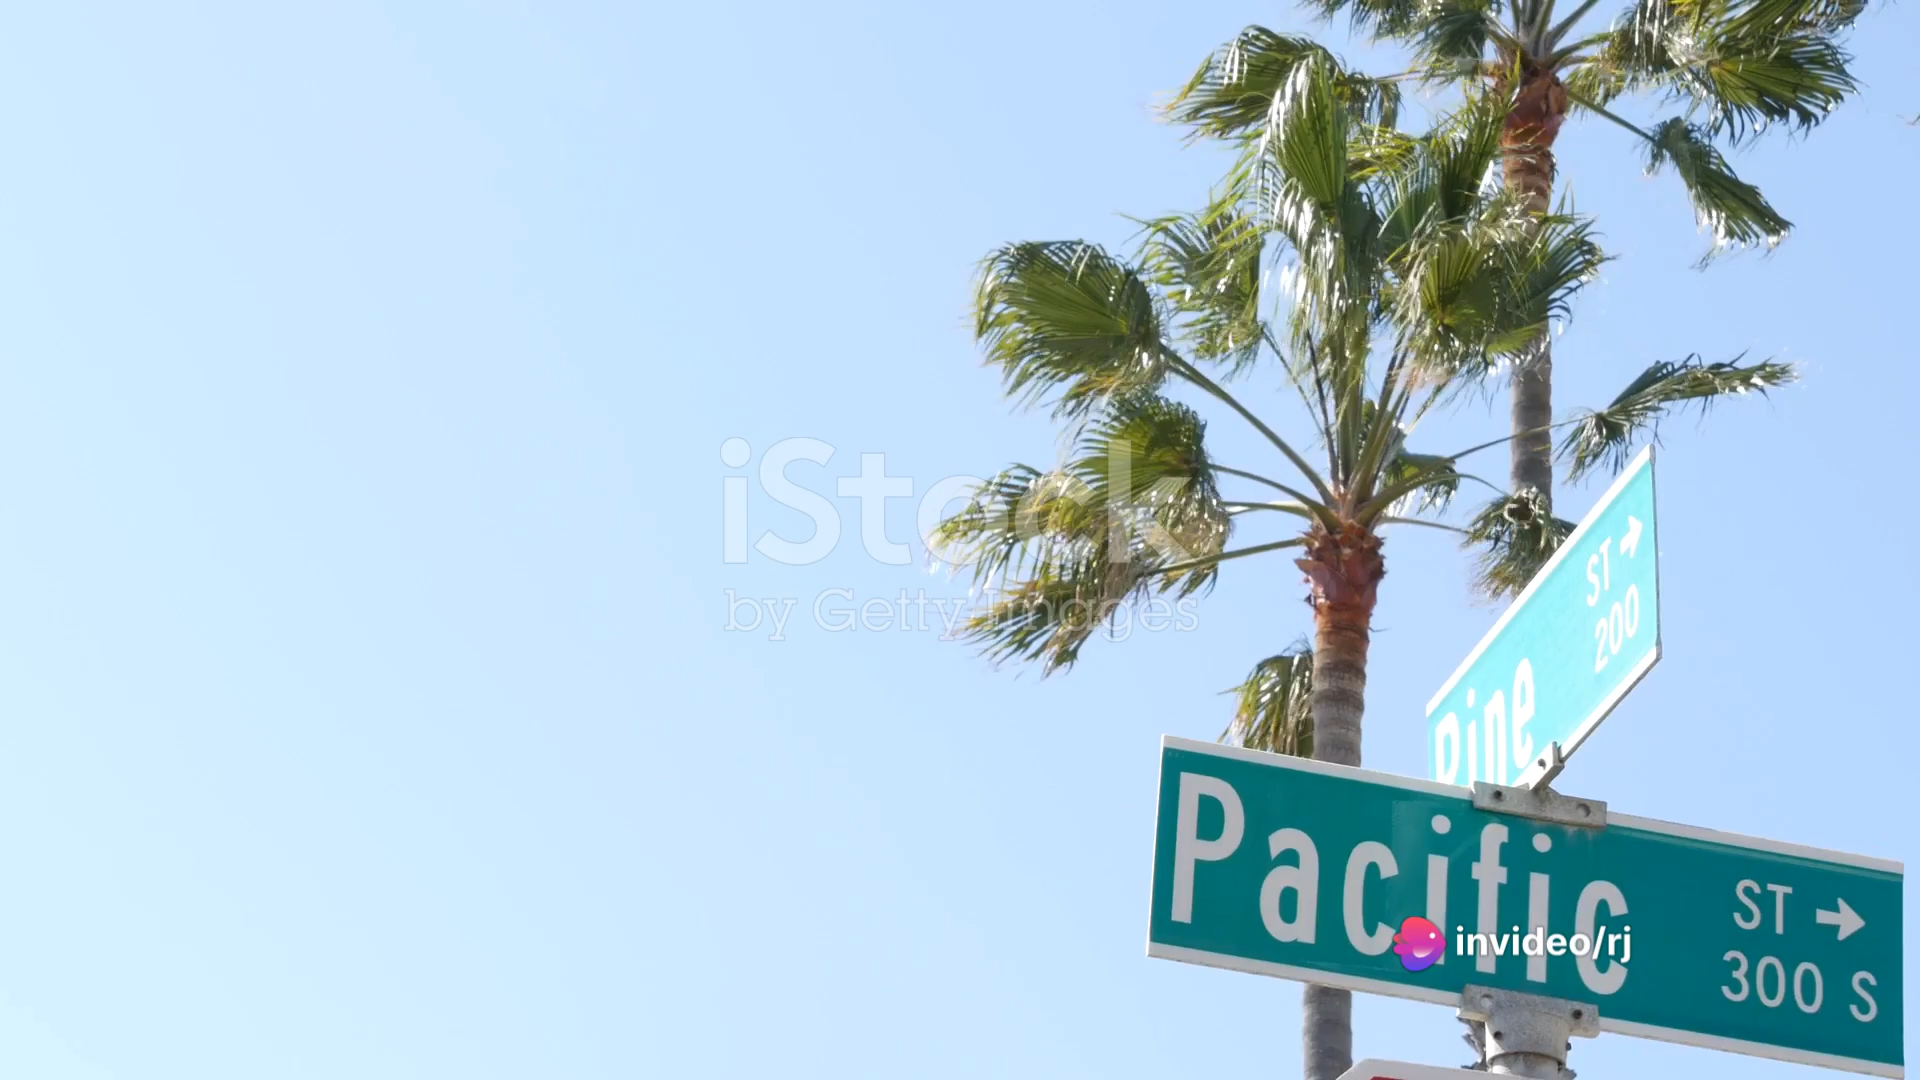 iStock
by Getty Images
ST →
200
Pine
Pacific
ST →
300 S
invideo/rj